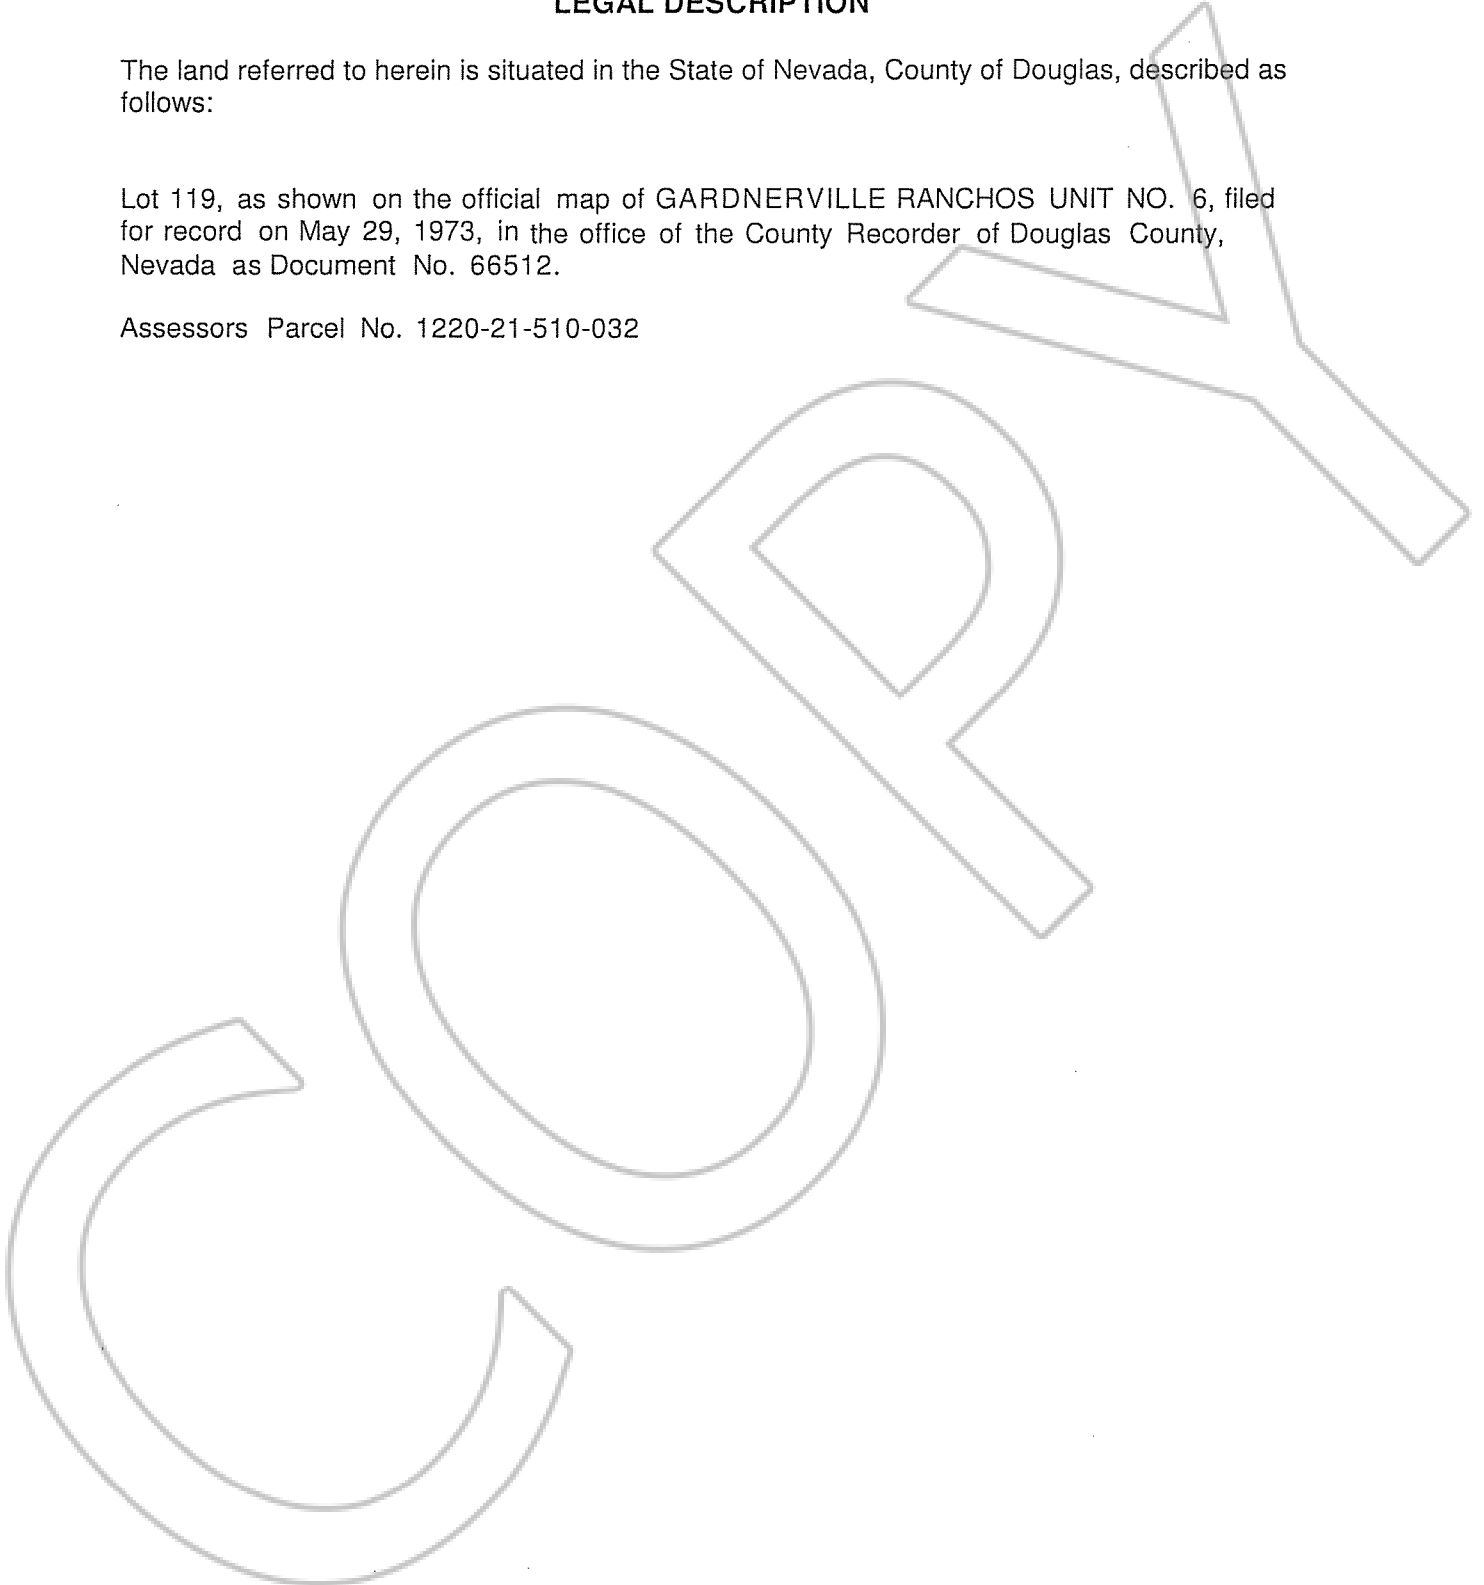 LEGAL DESCRIPTION
The land referred to herein is situated in the State of Nevada, County of Douglas, described as
follows:
Lot 119, as shown on the official map of GARDNERVILLE RANCHOS UNIT NO. 6, filed
for record on May 29, 1973, in the office of the County Recorder of Douglas County,
Nevada as Document No. 66512.
Assessors Parcel No. 1220-21-510-032
COPY